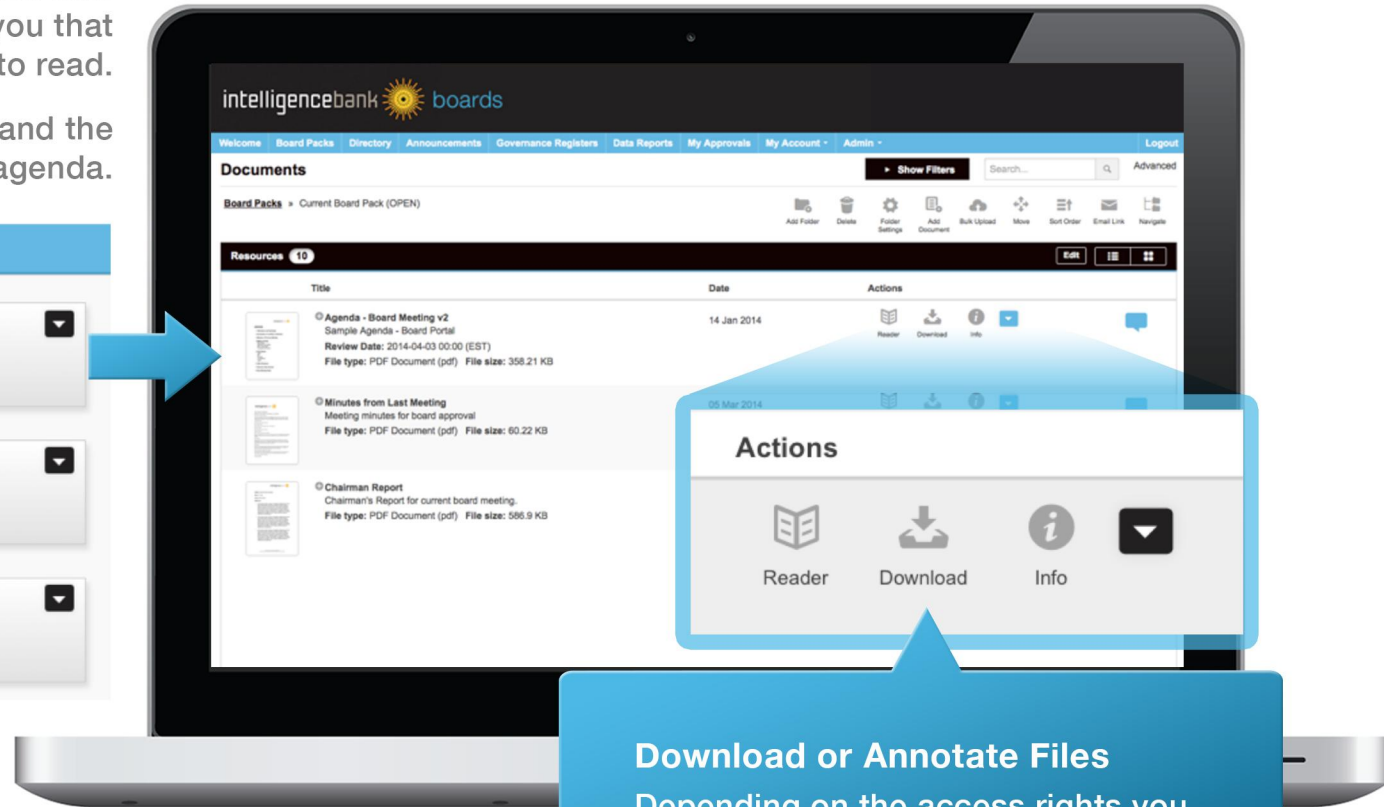 you that
to read.
and the
agenda.
intelligencebank boards
Welcome Board Packs Directory Announcements Governance Registers Data Reports My Approvals My Account Admin Logout
Documents
Show Filters Search... Advanced
Board Packs » Current Board Pack (OPEN)
Add Folder Delete Folder Settings Add Document Bulk Upload Move Sort Order Email Link Navigate
Resources 10 Edit
Title Date Actions
Agenda - Board Meeting v2 14 Jan 2014
Sample Agenda - Board Portal
Reader Download Info
Review Date: 2014-04-03 00:00 (EST)
File type: PDF Document (pdf) File size: 358.21 KB
Minutes from Last Meeting 05 Mar 2014
Meeting minutes for board approval
File type: PDF Document (pdf) File size: 60.22 KB
Chairman Report
Chairman's Report for current board meeting.
File type: PDF Document (pdf) File size: 586.9 KB
Actions
Reader Download Info
Download or Annotate Files
Depending on the access rights you